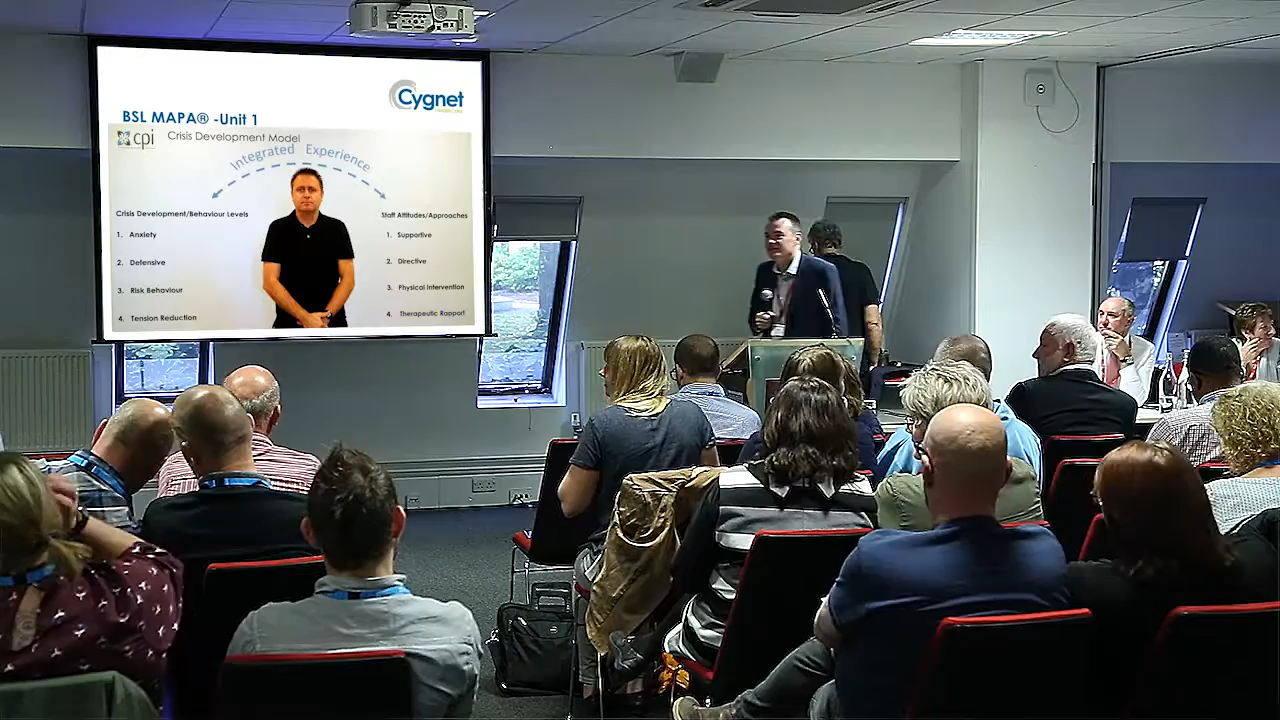 Cygnet
BSL MAPA® -Unit 1
cpi Crisis Development Model
Integrated Experience
Crisis Development/Behaviour Levels
1. Anxiety
2. Defensive
3. Risk Behaviour
4. Tension Reduction
Staff Attitudes/Approaches
1. Supportive
2. Directive
3. Physical Intervention
4. Therapeutic Rapport